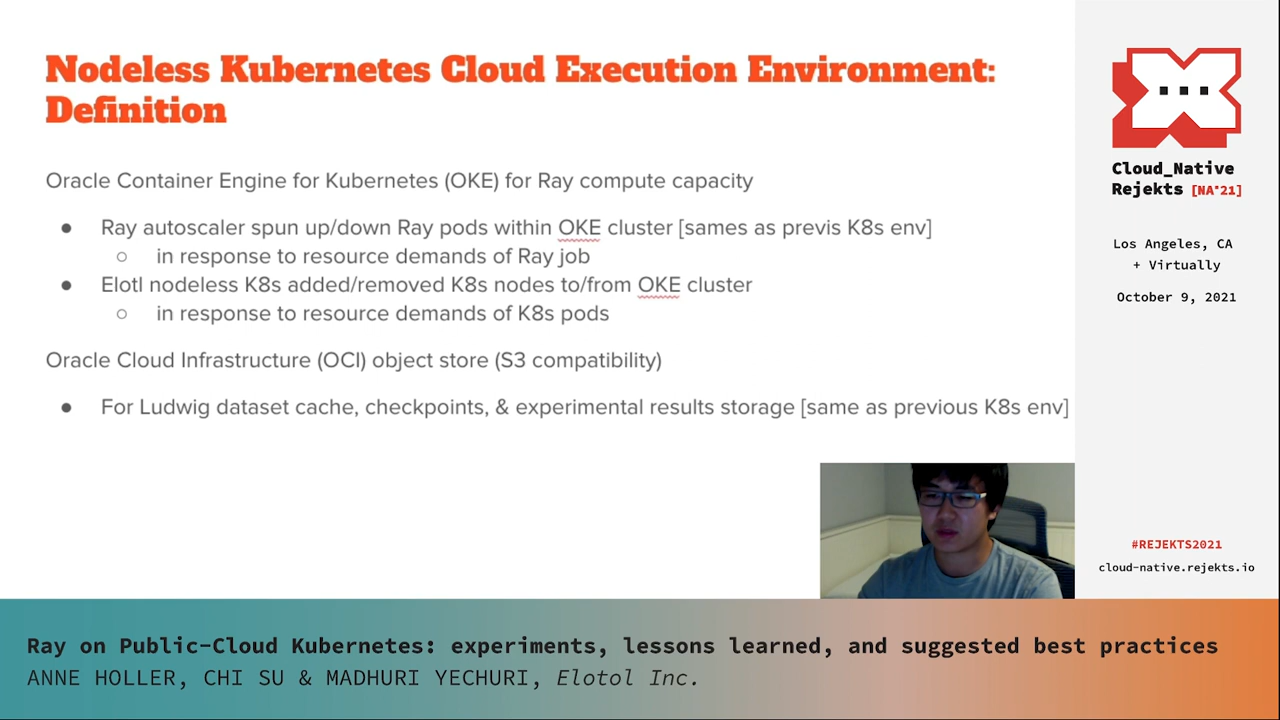 Nodeless Kubernetes Cloud Execution Environment:
Definition
Oracle Container Engine for Kubernetes (OKE) for Ray compute capacity
● Ray autoscaler spun up/down Ray pods within OKE cluster [sames as previs K8s env]
○ in response to resource demands of Ray job
● Elotl nodeless K8s added/removed K8s nodes to/from OKE cluster
○ in response to resource demands of K8s pods
Oracle Cloud Infrastructure (OCI) object store (S3 compatibility)
● For Ludwig dataset cache, checkpoints, & experimental results storage [same as previous K8s env]
Cloud_Native
Rejekts [NA*21]
Los Angeles, CA
+ Virtually
October 9, 2021
#REJEKTS2021
cloud-native.rejekts.io
Ray on Public-Cloud Kubernetes: experiments, lessons learned, and suggested best practices
ANNE HOLLER, CHI SU & MADHURI YECHURI, Elotol Inc.